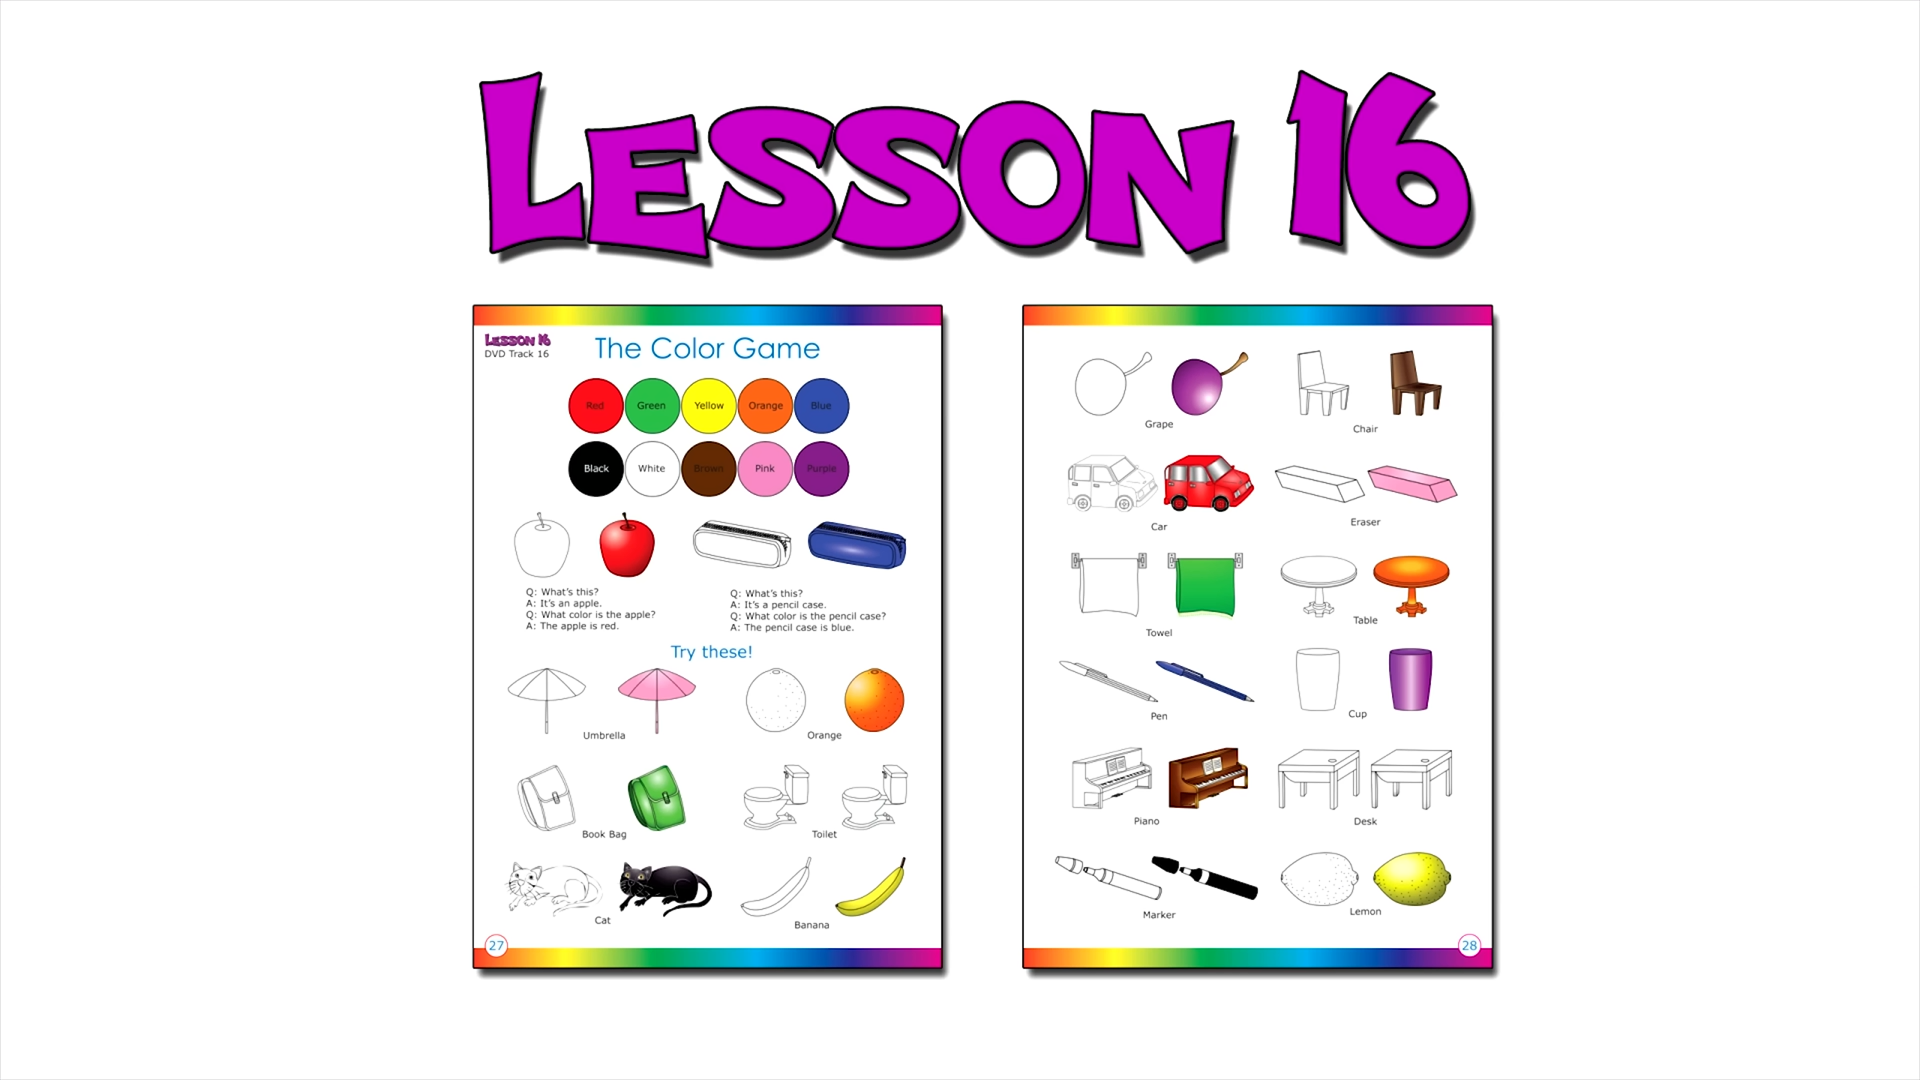 Lesson 16
Lesson 16
DVD Track 16
The Color Game
Red Green Yellow Orange Blue
Black White Brown Pink Purple
Q: What's this?
A: It's an apple.
Q: What color is the apple?
A: The apple is red.
Q: What's this?
A: It's a pencil case.
Q: What color is the pencil case?
A: The pencil case is blue.
Try these!
Umbrella
Orange
Book Bag
Toilet
Cat
Banana
27
Grape
Chair
Car
Eraser
Towel
Table
Pen
Cup
Piano
Desk
Marker
Lemon
28